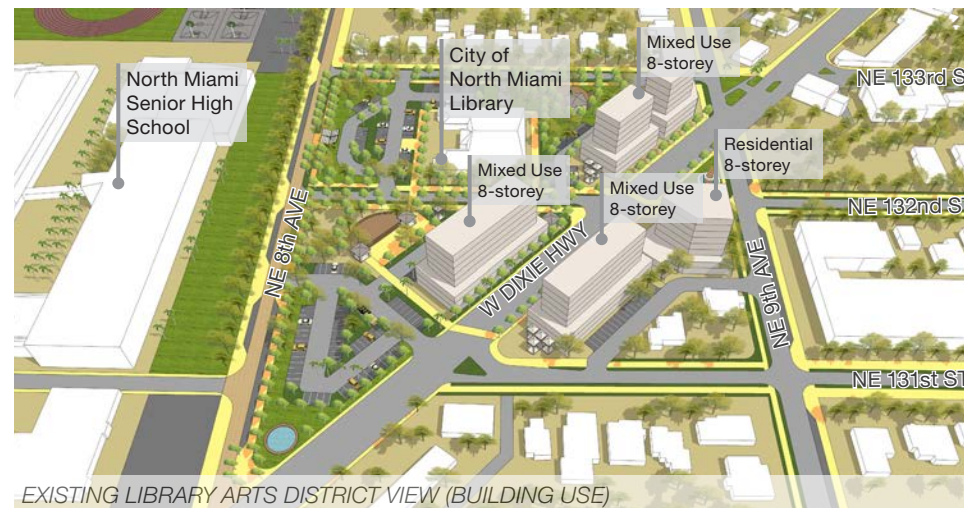 North Miami
Senior High
School
City of
North Miami
Library
Mixed Use
8-storey
NE 133rd S
Mixed Use
8-storey
Mixed Use
8-storey
Residential
8-storey
NE 132nd ST
NE 8th AVE
W DIXIE HWY
NE 9th AVE
NE 131st ST
EXISTING LIBRARY ARTS DISTRICT VIEW (BUILDING USE)